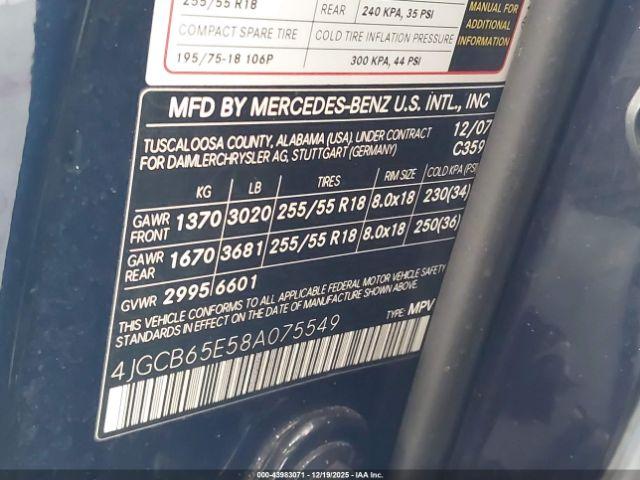 255/55 R18 REAR 240 KPA, 35 PSI
MANUAL FOR
ADDITIONAL
INFORMATION
COMPACT SPARE TIRE COLD TIRE INFLATION PRESSURE
195/75-18 106P 300 KPA, 44 PSI
MFD BY MERCEDES-BENZ U.S. INTL., INC
TUSCALOOSA COUNTY, ALABAMA (USA). UNDER CONTRACT 12/07
FOR DAIMLERCHRYSLER AG, STUTTGART (GERMANY) C359
KG LB TIRES RIM SIZE COLD KPA (PSI
GAWR
FRONT 1370 3020 255/55 R18 8.0x18 230(34)
GAWR
REAR 1670 3681 255/55 R18 8.0x18 250(36)
GVWR 2995 6601
THIS VEHICLE CONFORMS TO ALL APPLICABLE FEDERAL MOTOR VEHICLE SAFETY
STANDARDS IN EFFECT ON THE DATE OF MANUFACTURE SHOWN ABOVE.
4JGCB65E58A075549 TYPE: MPV
000-43983071 - 12/19/2025 - IAA Inc.